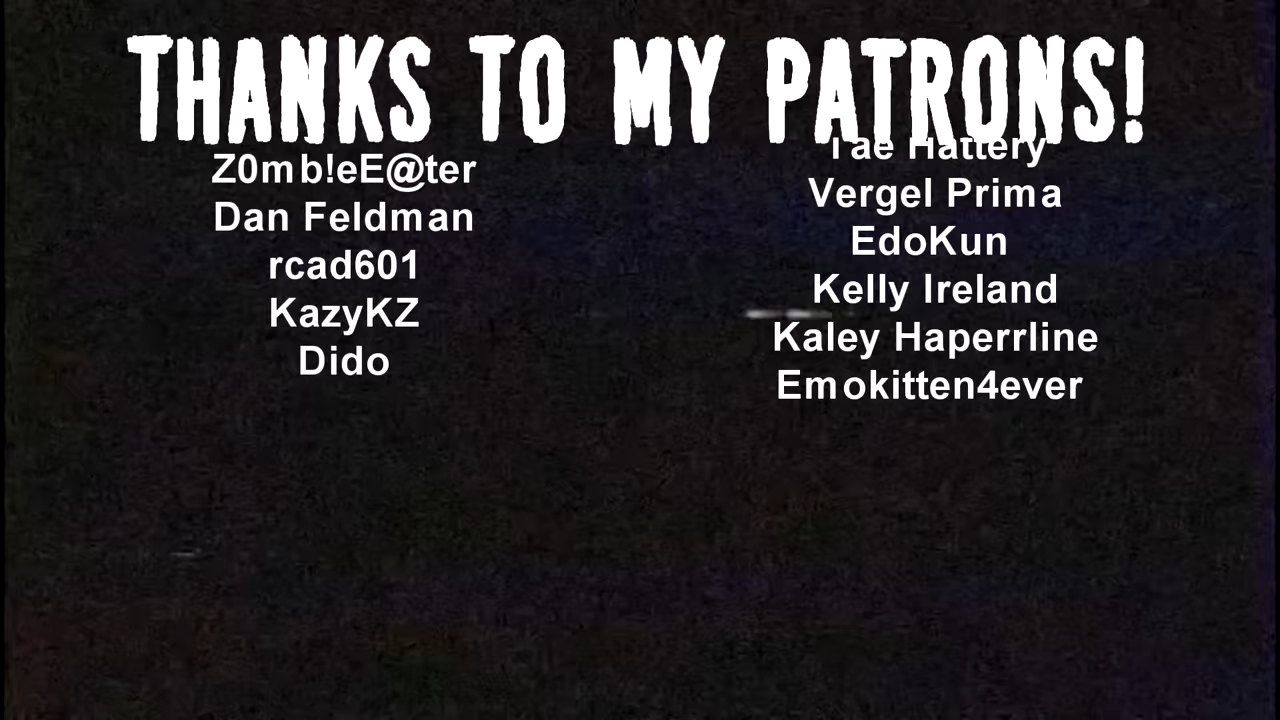 THANKS TO MY PATRONS!
Z0mb!eE@ter
Dan Feldman
rcad601
KazyKZ
Dido
Hattery
Vergel Prima
EdoKun
Kelly Ireland
Kaley Haperrline
Emokitten4ever